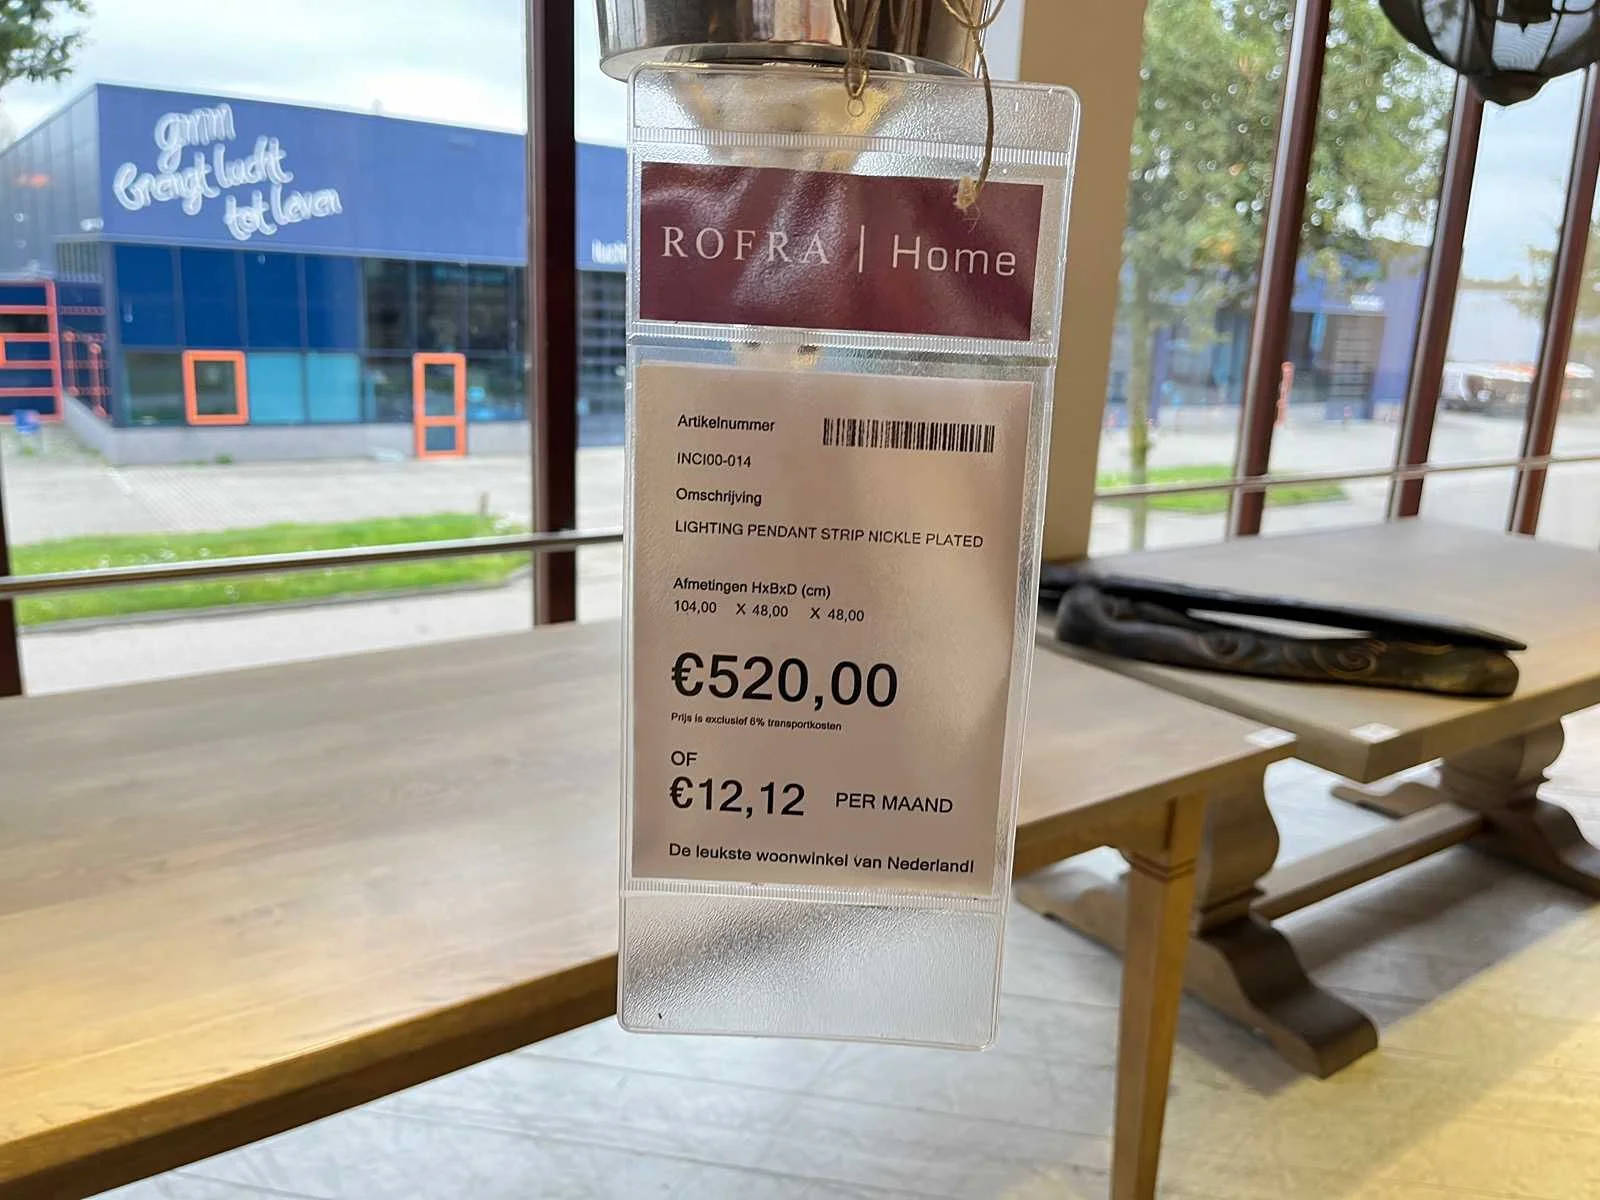 gmm
brengt lucht
tot leven
ROFRA | Home
Artikelnummer
INCI00-014
Omschrijving
LIGHTING PENDANT STRIP NICKLE PLATED
Afmetingen HxBxD (cm)
104,00 X 48,00 X 48,00
€520,00
Prijs is exclusief 6% transportkosten
OF
€12,12 PER MAAND
De leukste woonwinkel van Nederland!